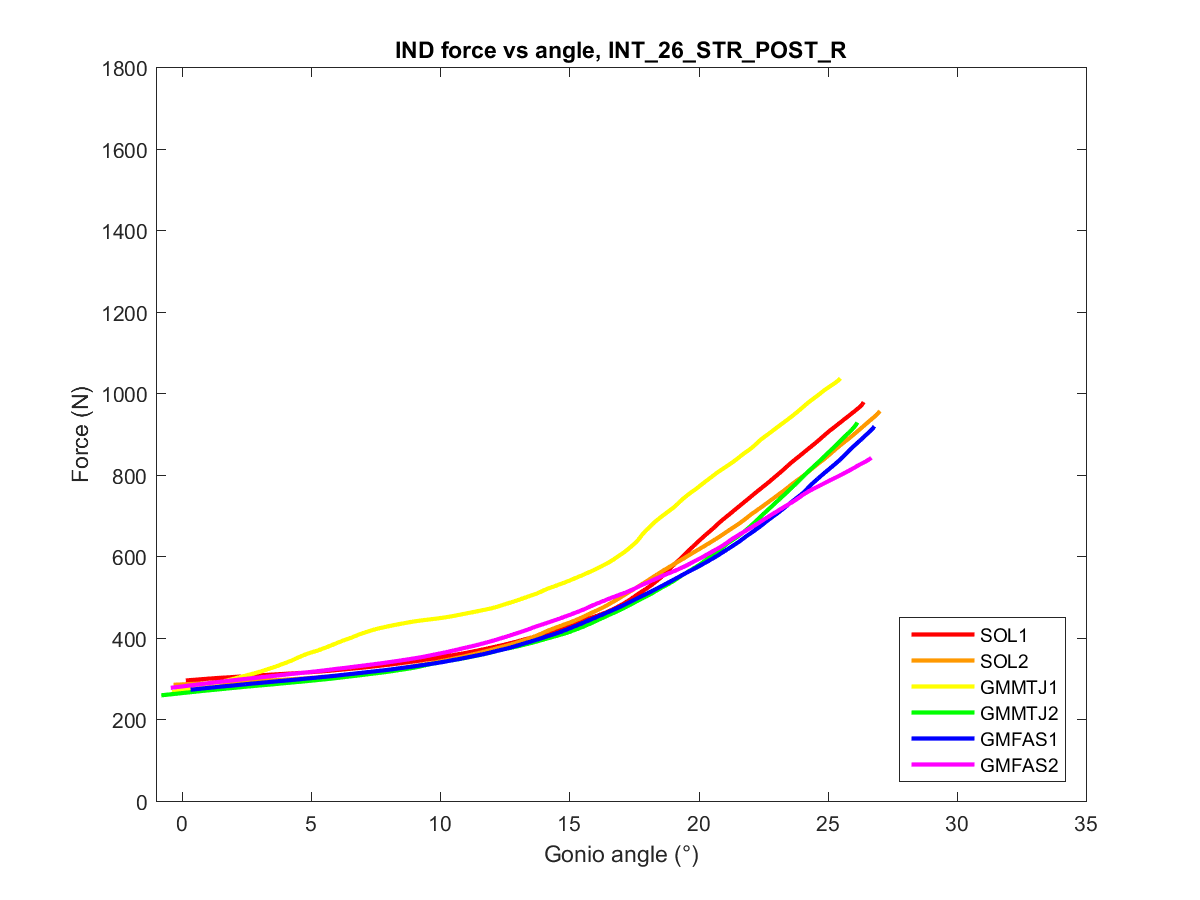 IND force vs angle, INT_26_STR_POST_R
1800
1600
1400
1200
1000
800
600
400
200
0
Force (N)
0 5 10 15 20 25 30 35
Gonio angle (°)
SOL1
SOL2
GMMTJ1
GMMTJ2
GMFAS1
GMFAS2